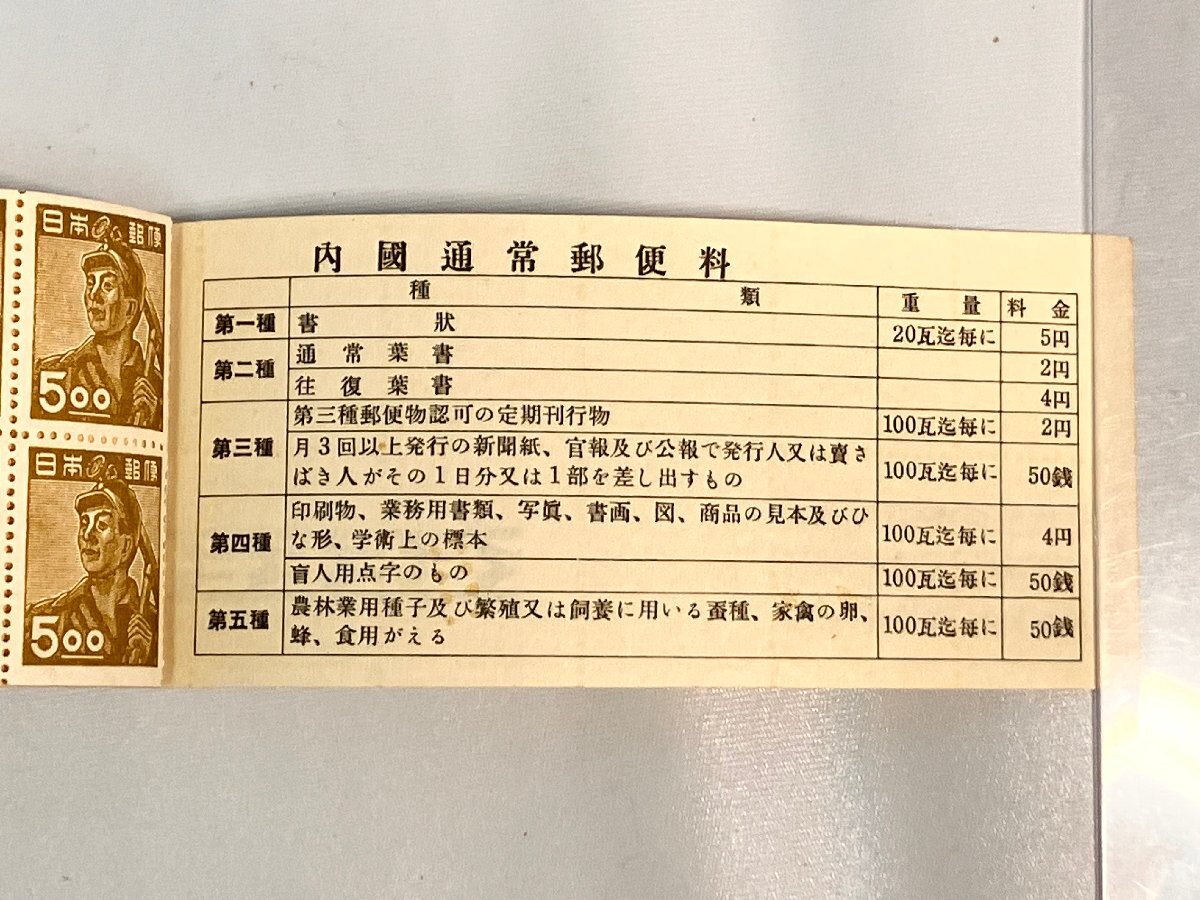 日本郵便
5.00
日本郵便
5.00
內國通常郵便料
種類 重量 料金
第一種 書狀 20瓦迄毎に 5円
第二種 通常葉書 2円
往復葉書 4円
第三種 第三種郵便物認可の定期刊行物 100瓦迄毎に 2円
月3回以上発行の新聞紙、官報及び公報で発行人又は賣さ
ばき人がその1日分又は1部を差し出すもの 100瓦迄毎に 50銭
第四種 印刷物、業務用書類、写眞、書画、図、商品の見本及びひ
な形、学術上の標本 100瓦迄毎に 4円
盲人用点字のもの 100瓦迄毎に 50銭
第五種 農林業用種子及び繁殖又は飼養に用いる蚕種、家禽の卵、
蜂、食用がえる 100瓦迄毎に 50銭